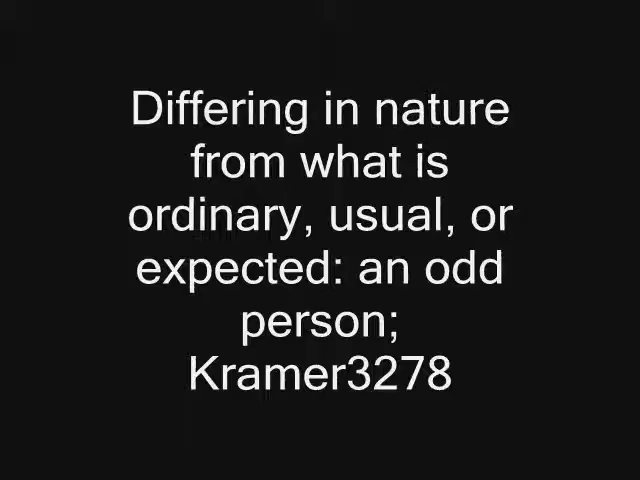 Differing in nature
from what is
ordinary, usual, or
expected: an odd
person;
Kramer3278